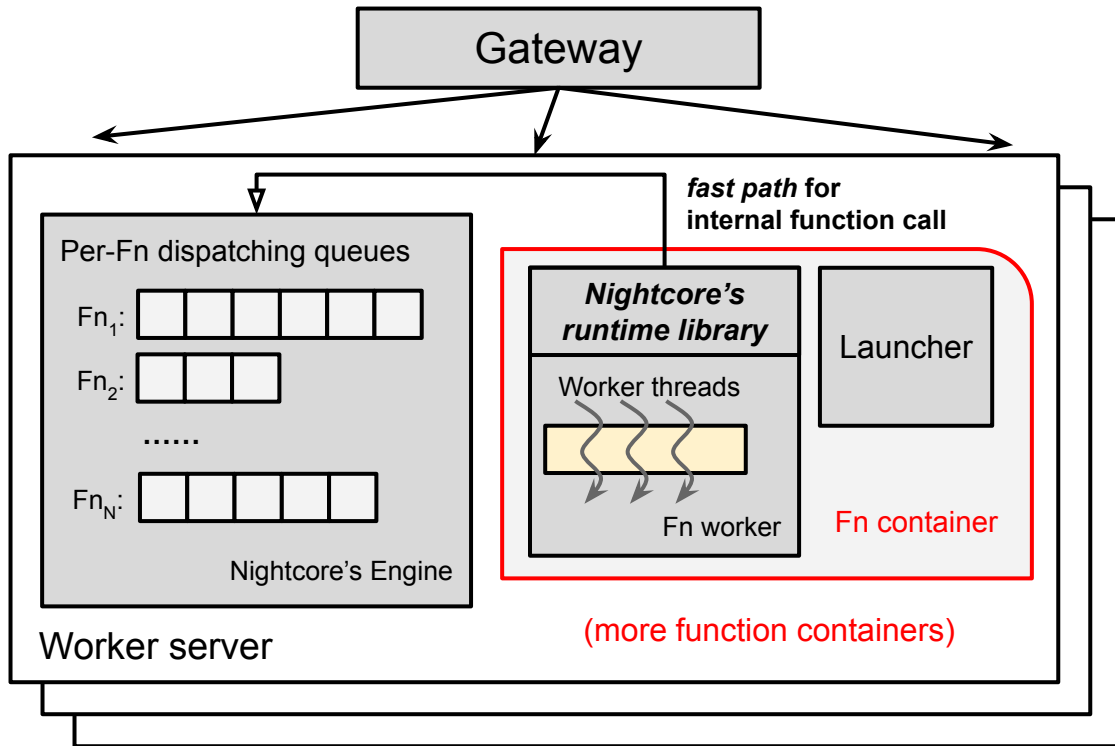 Gateway
fast path for
internal function call
Per-Fn dispatching queues
Fn₁:
Fn₂:
......
Fn_N:
Nightcore's Engine
Nightcore's
runtime library
Worker threads
Fn worker
Launcher
Fn container
(more function containers)
Worker server